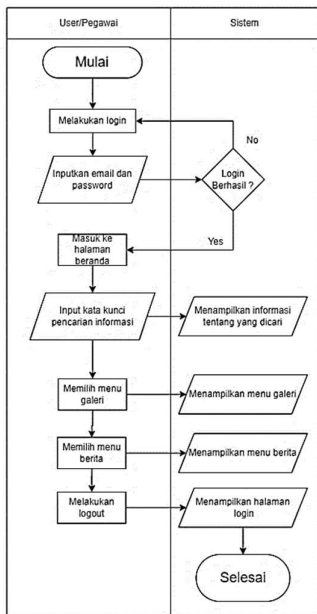 User/Pegawai
Sistem
Mulai
Melakukan login
No
Inputkan email dan
password
Login
Berhasil ?
Yes
Masuk ke
halaman
beranda
Input kata kunci
pencarian informasi
Menampilkan informasi
tentang yang dicari
Memilih menu
galeri
Menampilkan menu galeri
Memilih menu
berita
Menampilkan menu berita
Melakukan
logout
Menampilkan halaman
login
Selesai